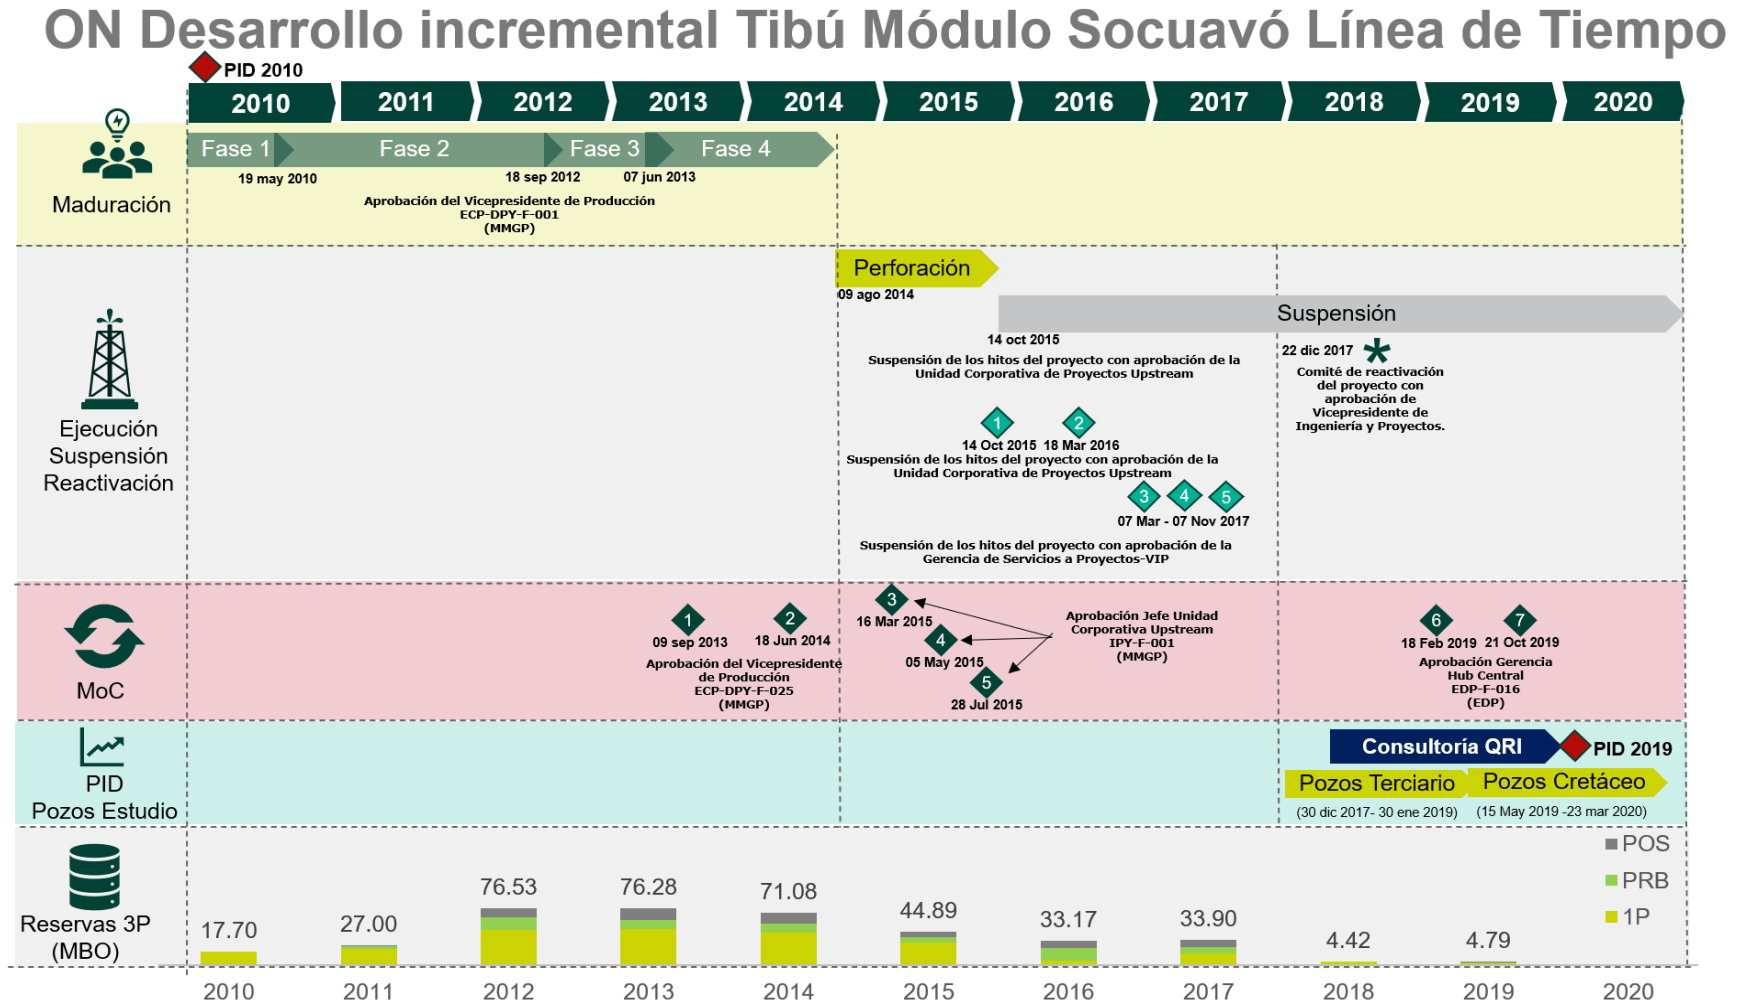 ON Desarrollo incremental Tibú Módulo Socuavó Línea de Tiempo
PID 2010
2010 2011 2012 2013 2014 2015 2016 2017 2018 2019 2020
Maduración
Fase 1 Fase 2 Fase 3 Fase 4
19 may 2010 18 sep 2012 07 jun 2013
Aprobación del Vicepresidente de Producción
ECP-DPY-F-001
(MMGP)
Ejecución
Suspensión
Reactivación
Perforación
09 ago 2014
Suspensión
14 oct 2015
Suspensión de los hitos del proyecto con aprobación de la
Unidad Corporativa de Proyectos Upstream
22 dic 2017
Comité de reactivación
del proyecto con
aprobación de
Vicepresidente de
Ingeniería y Proyectos.
1 2
14 Oct 2015 18 Mar 2016
Suspensión de los hitos del proyecto con aprobación de la
Unidad Corporativa de Proyectos Upstream
3 4 5
07 Mar - 07 Nov 2017
Suspensión de los hitos del proyecto con aprobación de la
Gerencia de Servicios a Proyectos-VIP
MoC
1 2
09 sep 2013 18 Jun 2014
Aprobación del Vicepresidente
de Producción
ECP-DPY-F-025
(MMGP)
3
16 Mar 2015
4
05 May 2015
5
28 Jul 2015
Aprobación Jefe Unidad
Corporativa Upstream
IPY-F-001
(MMGP)
6 7
18 Feb 2019 21 Oct 2019
Aprobación Gerencia
Hub Central
EDP-F-016
(EDP)
PID
Pozos Estudio
Consultoría QRI
PID 2019
Pozos Terciario Pozos Cretáceo
(30 dic 2017- 30 ene 2019) (15 May 2019 -23 mar 2020)
Reservas 3P
(MBO)
POS
PRB
1P
17.70 27.00 76.53 76.28 71.08 44.89 33.17 33.90 4.42 4.79
2010 2011 2012 2013 2014 2015 2016 2017 2018 2019 2020